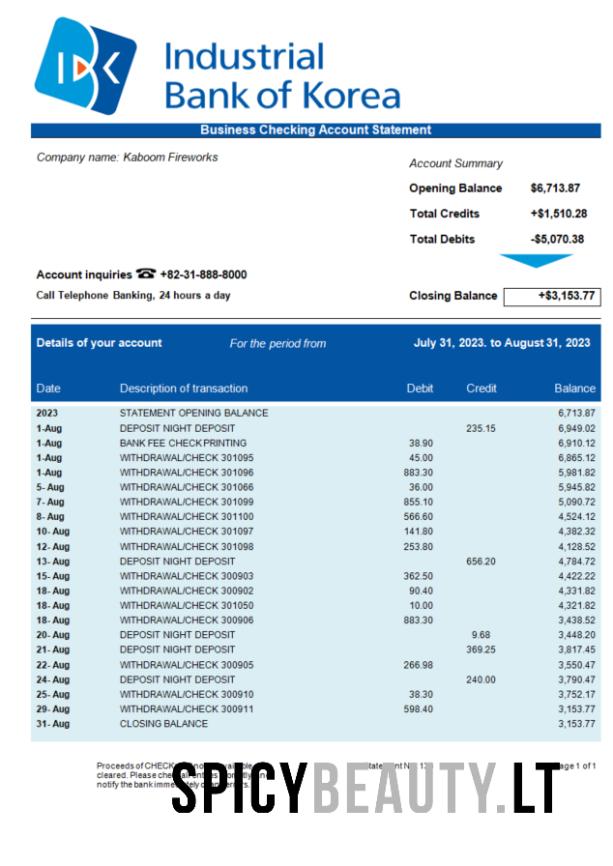 IBK
Industrial
Bank of Korea
Business Checking Account Statement
Company name: Kaboom Fireworks
Account Summary
Opening Balance $6,713.87
Total Credits +$1,510.28
Total Debits -$5,070.38
Account inquiries ☎ +82-31-888-8000
Call Telephone Banking, 24 hours a day
Closing Balance +$3,153.77
Details of your account For the period from July 31, 2023. to August 31, 2023
Date Description of transaction Debit Credit Balance
2023 STATEMENT OPENING BALANCE 6,713.87
1-Aug DEPOSIT NIGHT DEPOSIT 235.15 6,949.02
1-Aug BANK FEE CHECK PRINTING 38.90 6,910.12
1-Aug WITHDRAWAL/CHECK 301095 45.00 6,865.12
1-Aug WITHDRAWAL/CHECK 301096 883.30 5,981.82
5- Aug WITHDRAWAL/CHECK 301066 36.00 5,945.82
7- Aug WITHDRAWAL/CHECK 301099 855.10 5,090.72
8- Aug WITHDRAWAL/CHECK 301100 566.60 4,524.12
10- Aug WITHDRAWAL/CHECK 301097 141.80 4,382.32
12- Aug WITHDRAWAL/CHECK 301098 253.80 4,128.52
13- Aug DEPOSIT NIGHT DEPOSIT 656.20 4,784.72
15- Aug WITHDRAWAL/CHECK 300903 362.50 4,422.22
18- Aug WITHDRAWAL/CHECK 300902 90.40 4,331.82
18- Aug WITHDRAWAL/CHECK 301050 10.00 4,321.82
18- Aug WITHDRAWAL/CHECK 300906 883.30 3,438.52
20- Aug DEPOSIT NIGHT DEPOSIT 9.68 3,448.20
21- Aug DEPOSIT NIGHT DEPOSIT 369.25 3,817.45
22- Aug WITHDRAWAL/CHECK 300905 266.98 3,550.47
24- Aug DEPOSIT NIGHT DEPOSIT 240.00 3,790.47
25- Aug WITHDRAWAL/CHECK 300910 38.30 3,752.17
29- Aug WITHDRAWAL/CHECK 300911 598.40 3,153.77
31- Aug CLOSING BALANCE 3,153.77
Proceeds of 1 of 1
cleared. Please
notify the bank
SPICYBEAUTY.LT